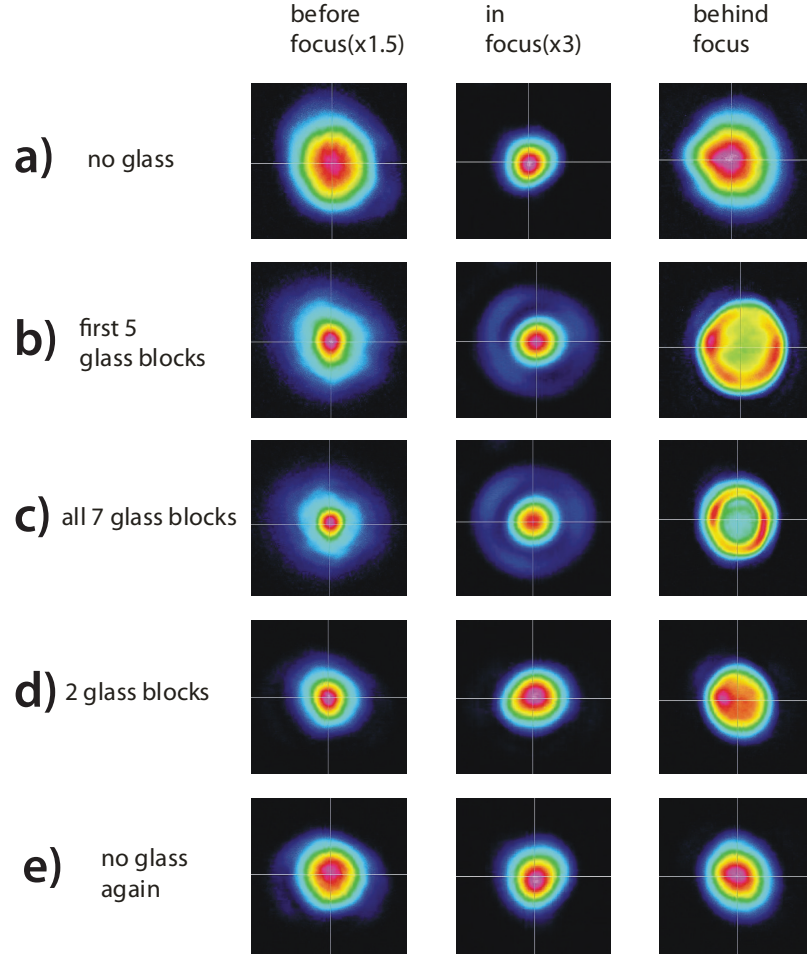 before
focus(x1.5)
in
focus(x3)
behind
focus
a) no glass
b) first 5
glass blocks
c) all 7 glass blocks
d) 2 glass blocks
e) no glass
again